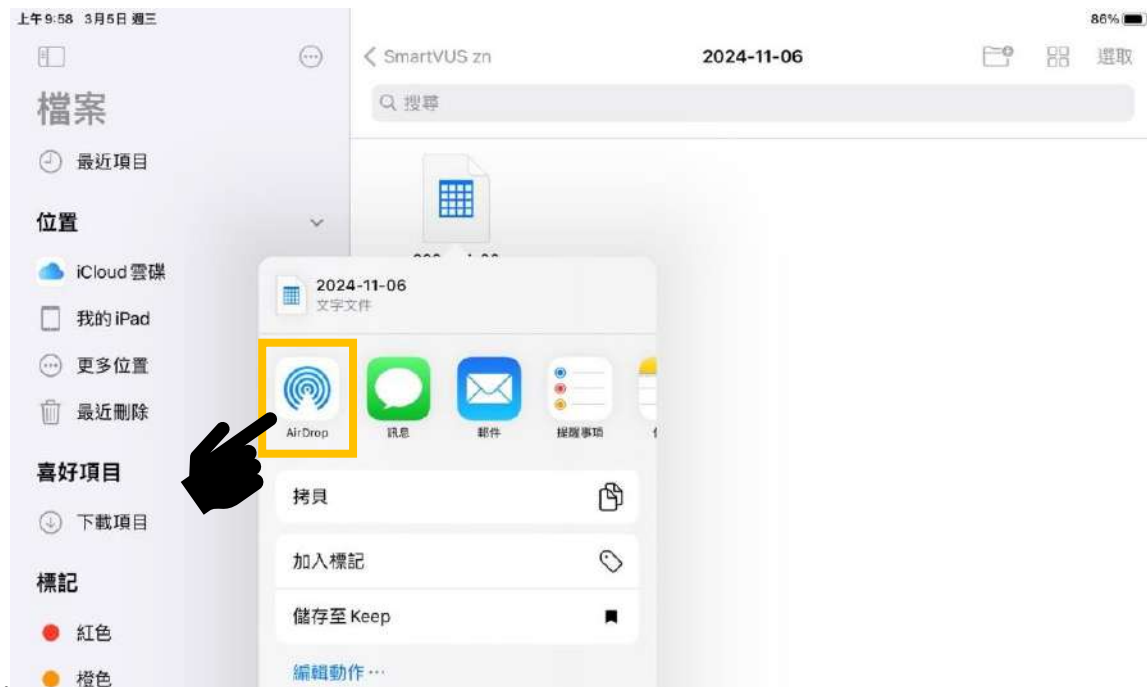 上午9:58 3月5日 週三
86%
檔案
最近項目
位置
iCloud 雲碟
我的 iPad
更多位置
最近刪除
喜好項目
下載項目
標記
紅色
橙色
SmartVUS zn
2024-11-06
選取
搜尋
2024-11-06
文字文件
AirDrop
訊息
郵件
提醒事項
拷貝
加入標記
儲存至 Keep
編輯動作⋯